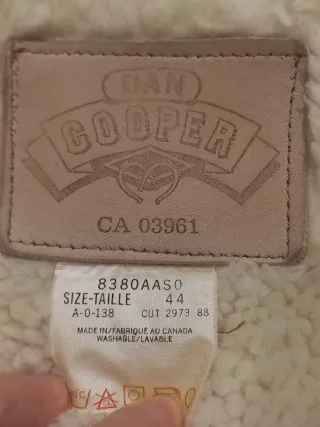 DAN
COOPER
CA 03961
8380AAS0
SIZE-TAILLE 44
A-0-138 CUT 2973 88
MADE IN/FABRIQUÉ AU CANADA
WASHABLE/LAVABLE